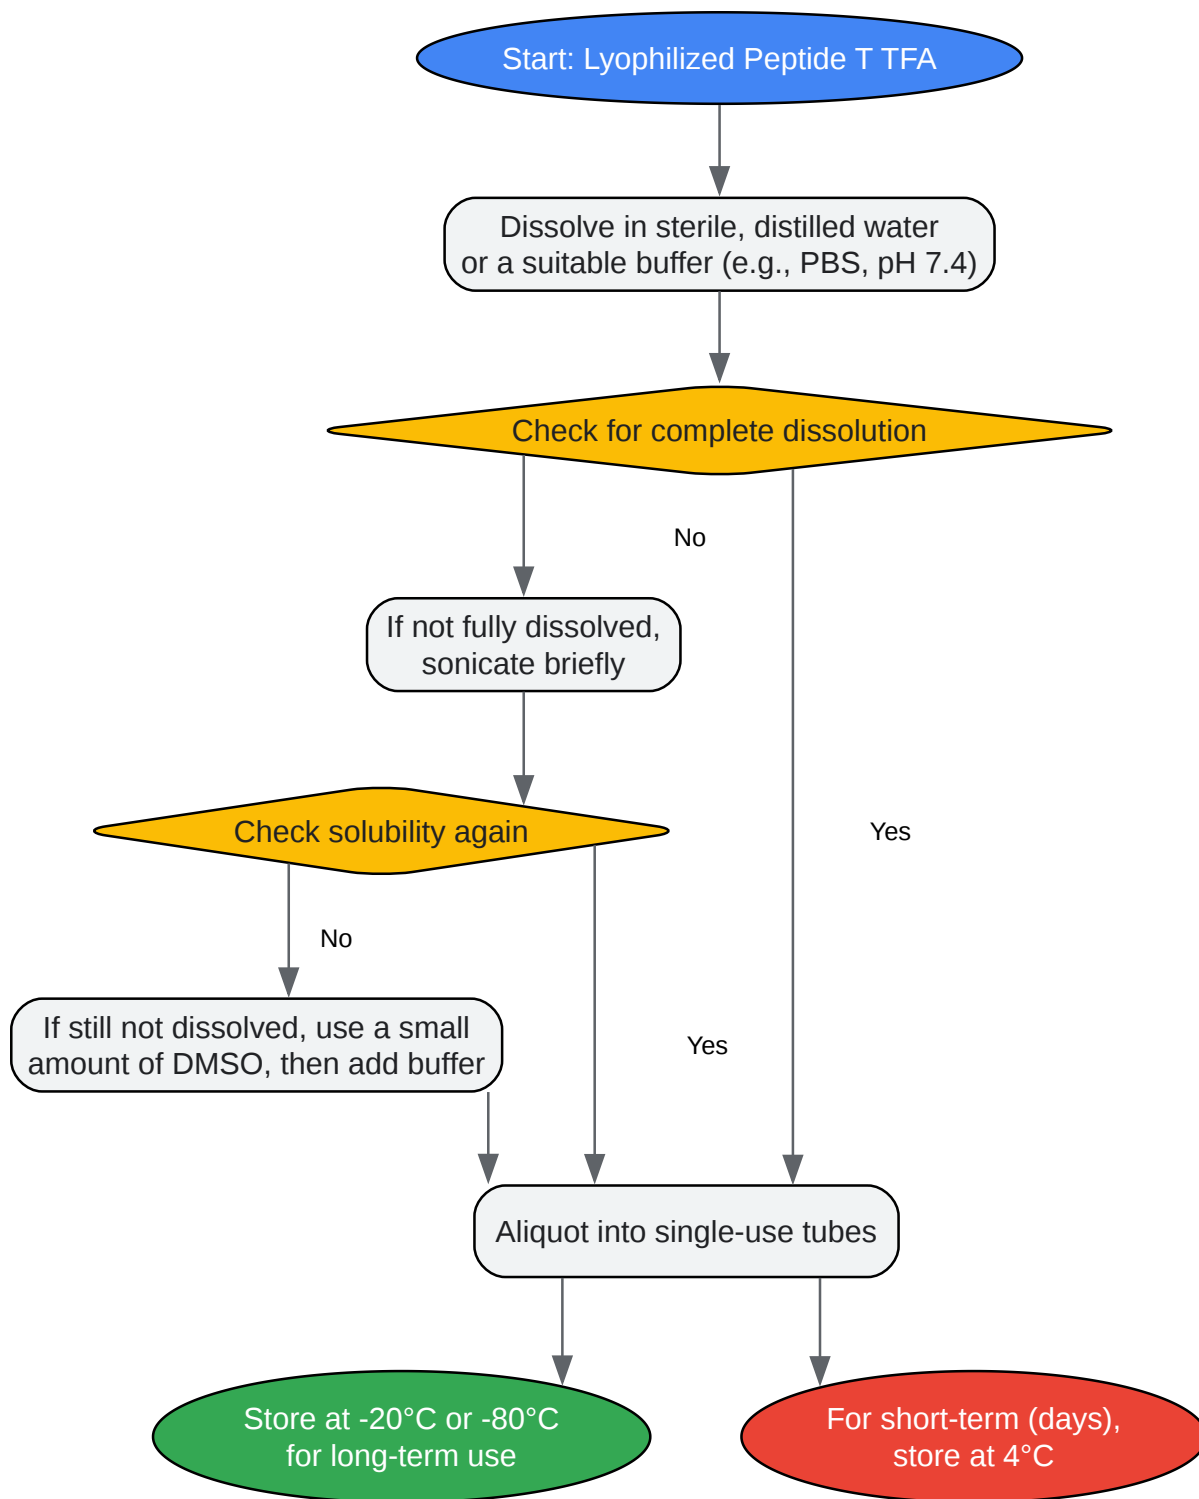 Start: Lyophilized Peptide T TFA
Dissolve in sterile, distilled water
or a suitable buffer (e.g., PBS, pH 7.4)
Check for complete dissolution
No
If not fully dissolved,
sonicate briefly
Check solubility again
Yes
No
If still not dissolved, use a small
amount of DMSO, then add buffer
Yes
Aliquot into single-use tubes
Store at -20°C or -80°C
for long-term use
For short-term (days),
store at 4°C